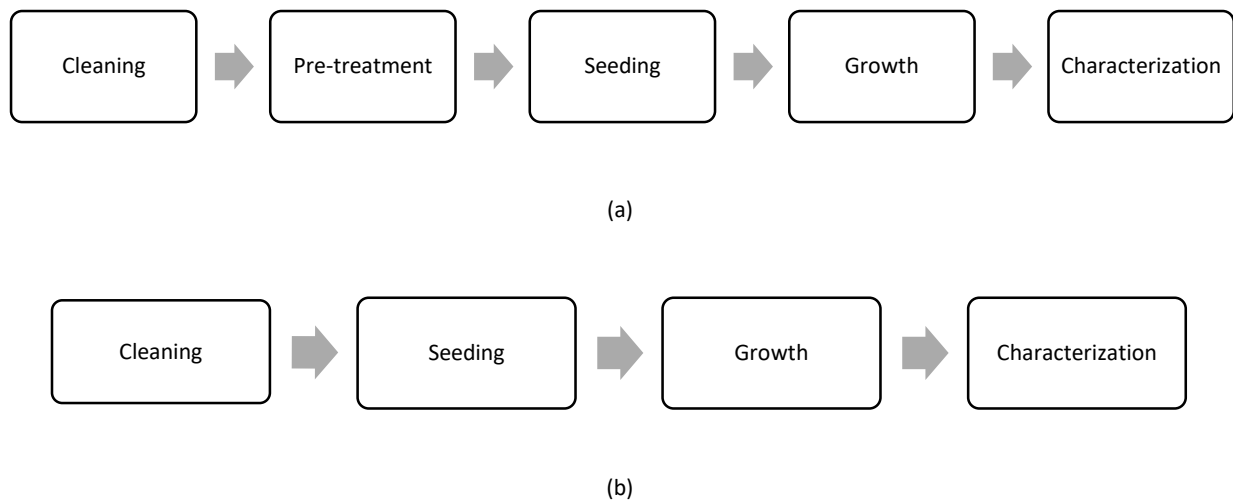 Cleaning
Pre-treatment
Seeding
Growth
Characterization
(a)
Cleaning
Seeding
Growth
Characterization
(b)